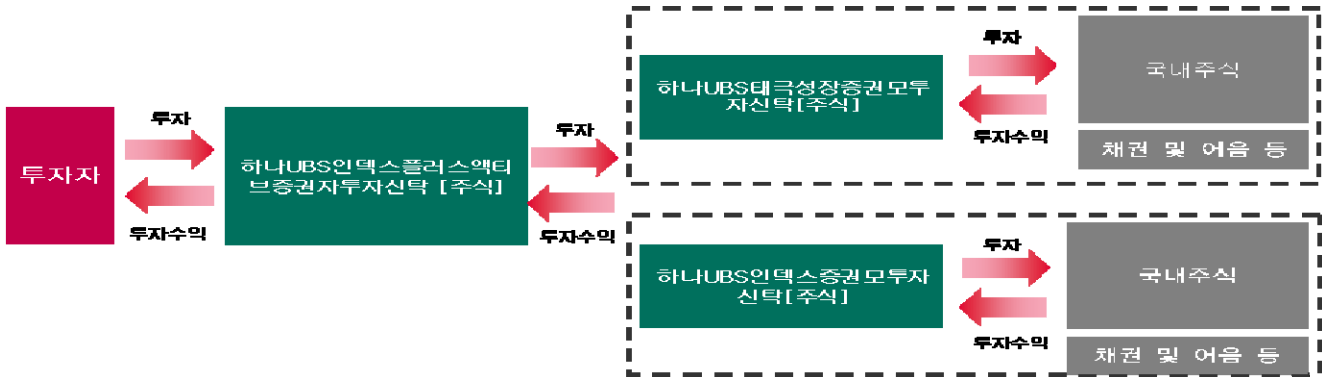 투자자
투자
투자수익
하나UBS인덱스플러스액티
브증권자투자신탁 [주식]
투자
투자수익
하나UBS태극성장증권모투
자신탁[주식]
투자
투자수익
국내주식
채권 및 어음 등
하나UBS인덱스증권모투자
신탁[주식]
투자
투자수익
국내주식
채권 및 어음 등